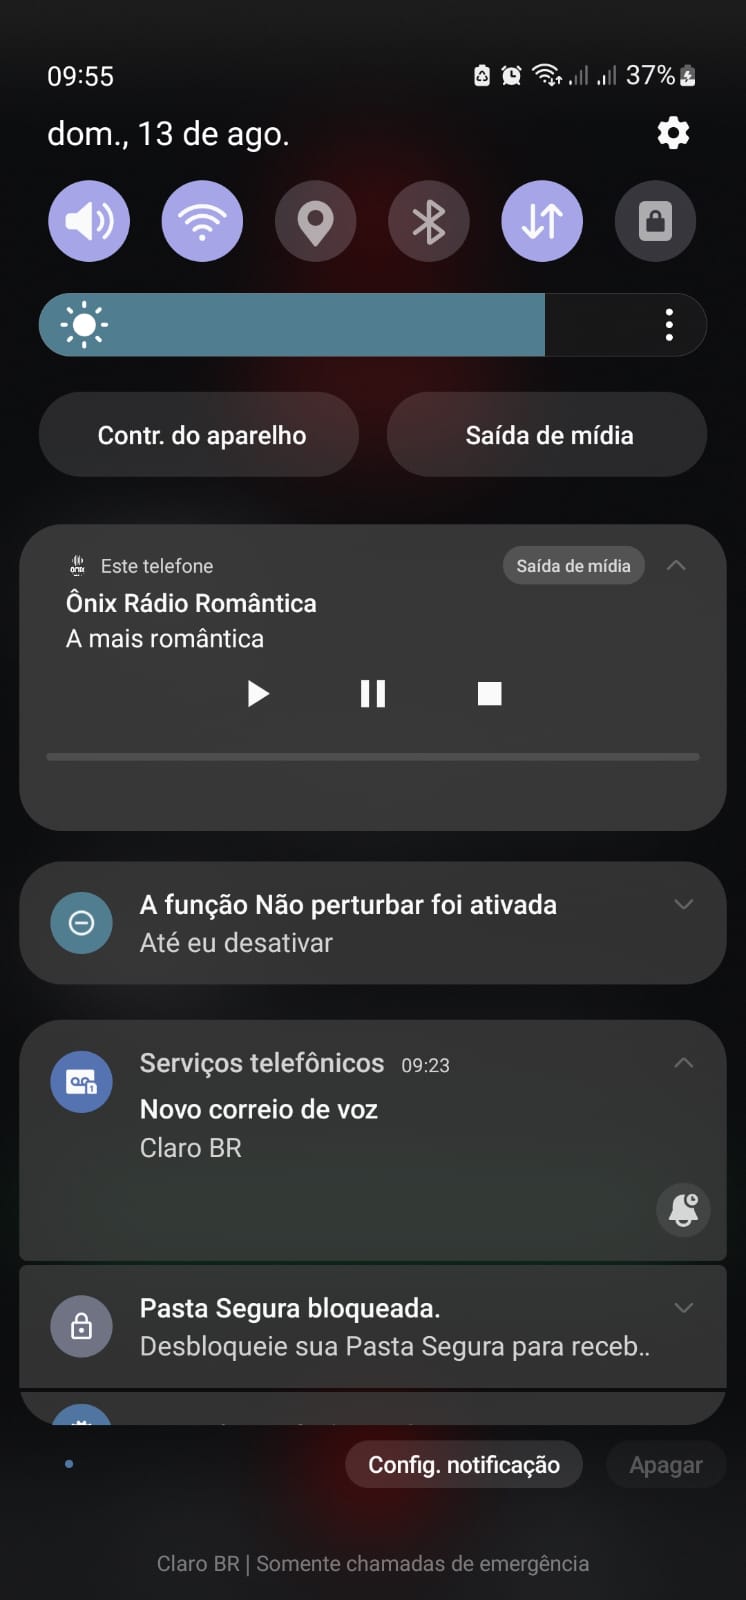 09:55
37%
dom., 13 de ago.
Contr. do aparelho
Saída de mídia
Este telefone
Saída de mídia
Ônix Rádio Romântica
A mais romântica
A função Não perturbar foi ativada
Até eu desativar
Serviços telefônicos 09:23
Novo correio de voz
Claro BR
Pasta Segura bloqueada.
Desbloqueie sua Pasta Segura para receb..
Config. notificação
Apagar
Claro BR | Somente chamadas de emergência